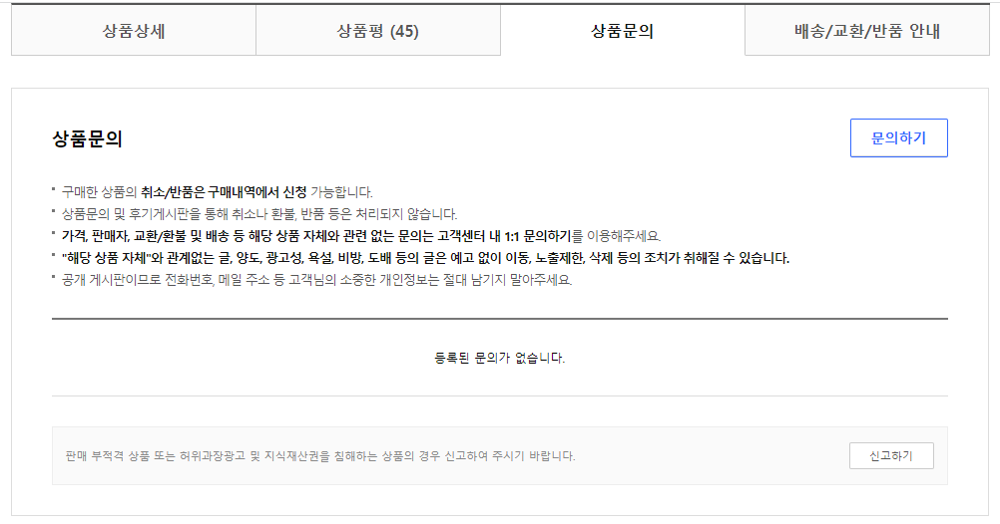 상품상세
상품평 (45)
상품문의
배송/교환/반품 안내
상품문의
문의하기
구매한 상품의 취소/반품은 구매내역에서 신청 가능합니다.
상품문의 및 후기게시판을 통해 취소나 환불, 반품 등은 처리되지 않습니다.
가격, 판매자, 교환/환불 및 배송 등 해당 상품 자체와 관련 없는 문의는 고객센터 내 1:1 문의하기를 이용해주세요.
"해당 상품 자체"와 관계없는 글, 양도, 광고성, 욕설, 비방, 도배 등의 글은 예고 없이 이동, 노출제한, 삭제 등의 조치가 취해질 수 있습니다.
공개 게시판이므로 전화번호, 메일 주소 등 고객님의 소중한 개인정보는 절대 남기지 말아주세요.
등록된 문의가 없습니다.
판매 부적격 상품 또는 허위과장광고 및 지식재산권을 침해하는 상품의 경우 신고하여 주시기 바랍니다.
신고하기